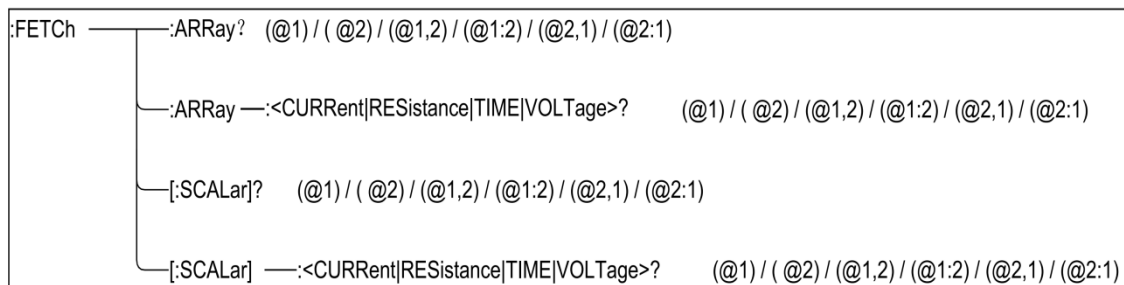 :FETCh :ARRay? (@1) / ( @2) / (@1,2) / (@1:2) / (@2,1) / (@2:1)
:ARRay :<CURRent|RESistance|TIME|VOLTage>? (@1) / ( @2) / (@1,2) / (@1:2) / (@2,1) / (@2:1)
[:SCALar]? (@1) / ( @2) / (@1,2) / (@1:2) / (@2,1) / (@2:1)
[:SCALar] :<CURRent|RESistance|TIME|VOLTage>? (@1) / ( @2) / (@1,2) / (@1:2) / (@2,1) / (@2:1)